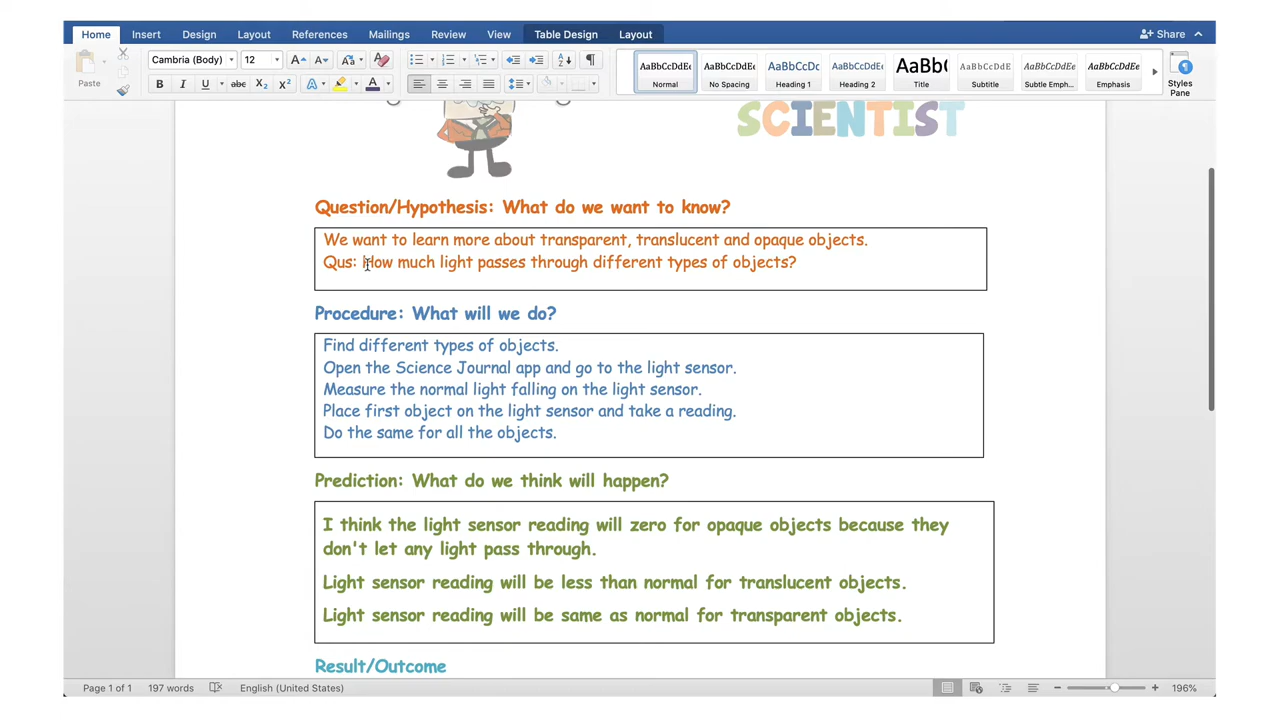 Home Insert Design Layout References Mailings Review View Table Design Layout Share
Paste
Cambria (Body) 12
AaBbCcDdEe AaBbCcDdEe AaBbCcDc AaBbCcDdEe AaBb( AaBbCcDdEe AaBbCcDdEe AaBbCcDdEe
B I U abc X₂ X² A A
Normal No Spacing Heading 1 Heading 2 Title Subtitle Subtle Emph... Emphasis Styles
Pane
SCIENTIST
Question/Hypothesis: What do we want to know?
We want to learn more about transparent, translucent and opaque objects.
Qus: How much light passes through different types of objects?
Procedure: What will we do?
Find different types of objects.
Open the Science Journal app and go to the light sensor.
Measure the normal light falling on the light sensor.
Place first object on the light sensor and take a reading.
Do the same for all the objects.
Prediction: What do we think will happen?
I think the light sensor reading will zero for opaque objects because they
don't let any light pass through.
Light sensor reading will be less than normal for translucent objects.
Light sensor reading will be same as normal for transparent objects.
Result/Outcome
Page 1 of 1 197 words English (United States) 196%